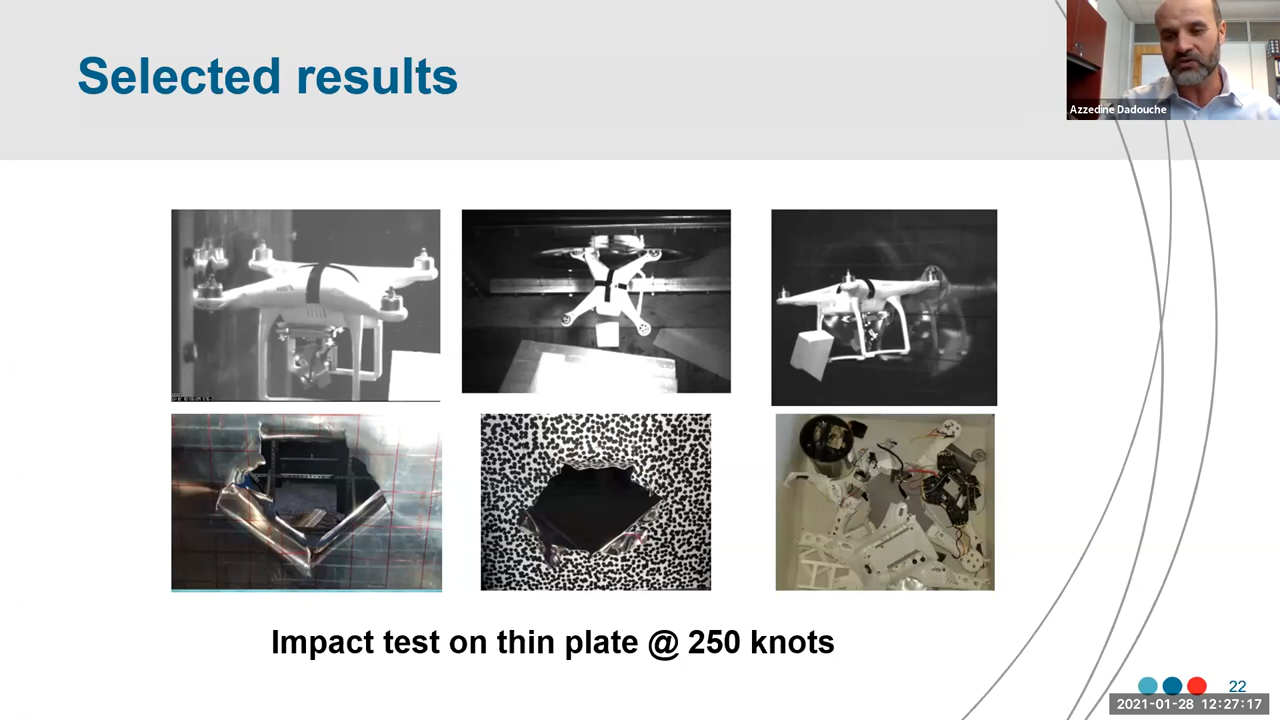 Selected results
Azzedine Dadouche
Impact test on thin plate @ 250 knots
22
2021-01-28 12:27:17